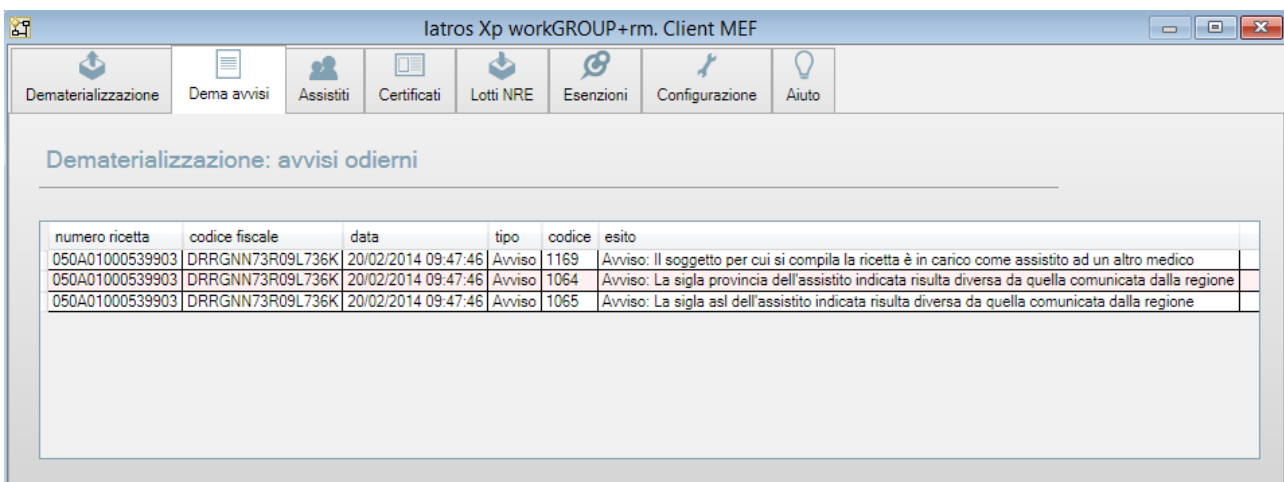 Iatros Xp workGROUP+rm. Client MEF
Dematerializzazione Dema avvisi Assistiti Certificati Lotti NRE Esenzioni Configurazione Aiuto
Dematerializzazione: avvisi odierni
numero ricetta codice fiscale data tipo codice esito
050A01000539903 DRRGNN73R09L736K 20/02/2014 09:47:46 Avviso 1169 Avviso: Il soggetto per cui si compila la ricetta è in carico come assistito ad un altro medico
050A01000539903 DRRGNN73R09L736K 20/02/2014 09:47:46 Avviso 1064 Avviso: La sigla provincia dell'assistito indicata risulta diversa da quella comunicata dalla regione
050A01000539903 DRRGNN73R09L736K 20/02/2014 09:47:46 Avviso 1065 Avviso: La sigla asl dell'assistito indicata risulta diversa da quella comunicata dalla regione